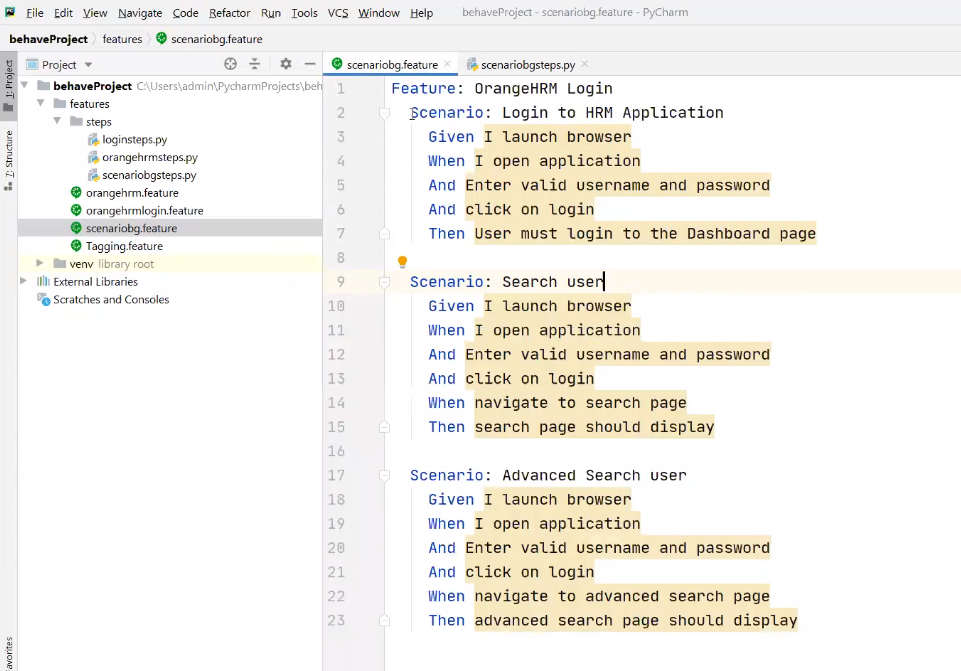 File Edit View Navigate Code Refactor Run Tools VCS Window Help behaveProject - scenariobg.feature - PyCharm
behaveProject features scenariobg.feature
Project
scenariobg.feature scenariobgsteps.py
1: Project
7: Structure
behaveProject C:\Users\admin\PycharmProjects\beh
features
steps
loginsteps.py
orangehrmsteps.py
scenariobgsteps.py
orangehrm.feature
orangehrmlogin.feature
scenariobg.feature
Tagging.feature
venv library root
External Libraries
Scratches and Consoles
avorites
1 Feature: OrangeHRM Login
2 Scenario: Login to HRM Application
3 Given I launch browser
4 When I open application
5 And Enter valid username and password
6 And click on login
7 Then User must login to the Dashboard page
8
9 Scenario: Search user
10 Given I launch browser
11 When I open application
12 And Enter valid username and password
13 And click on login
14 When navigate to search page
15 Then search page should display
16
17 Scenario: Advanced Search user
18 Given I launch browser
19 When I open application
20 And Enter valid username and password
21 And click on login
22 When navigate to advanced search page
23 Then advanced search page should display